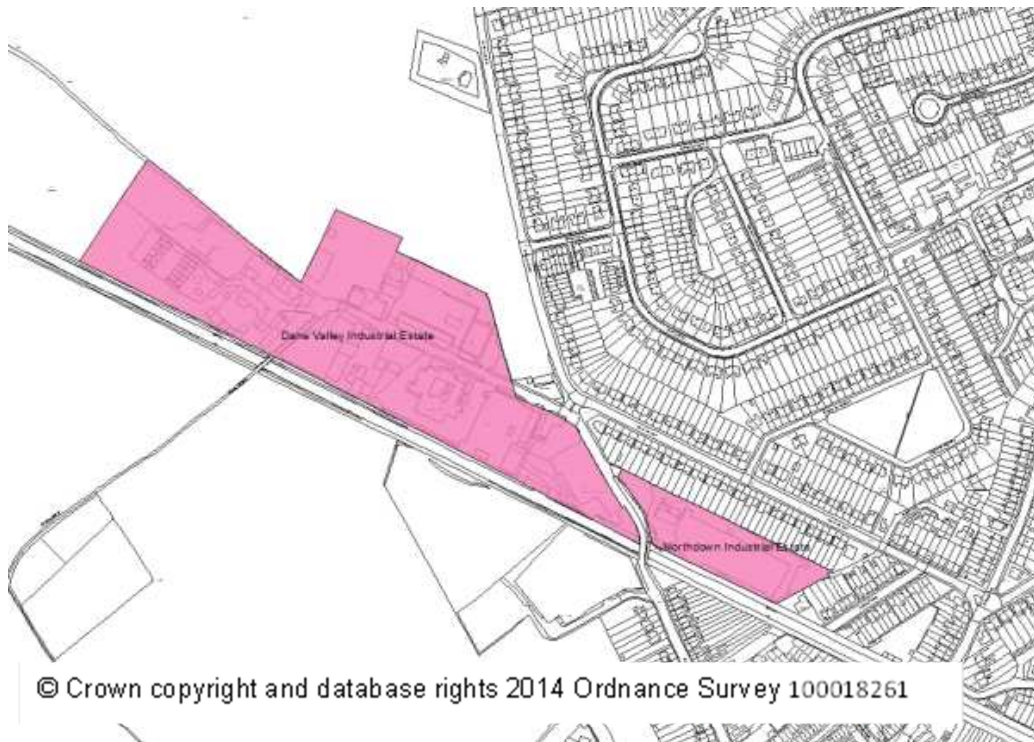 Dane Valley Industrial Estate
Northdown Industrial Estate
© Crown copyright and database rights 2014 Ordnance Survey 100018261